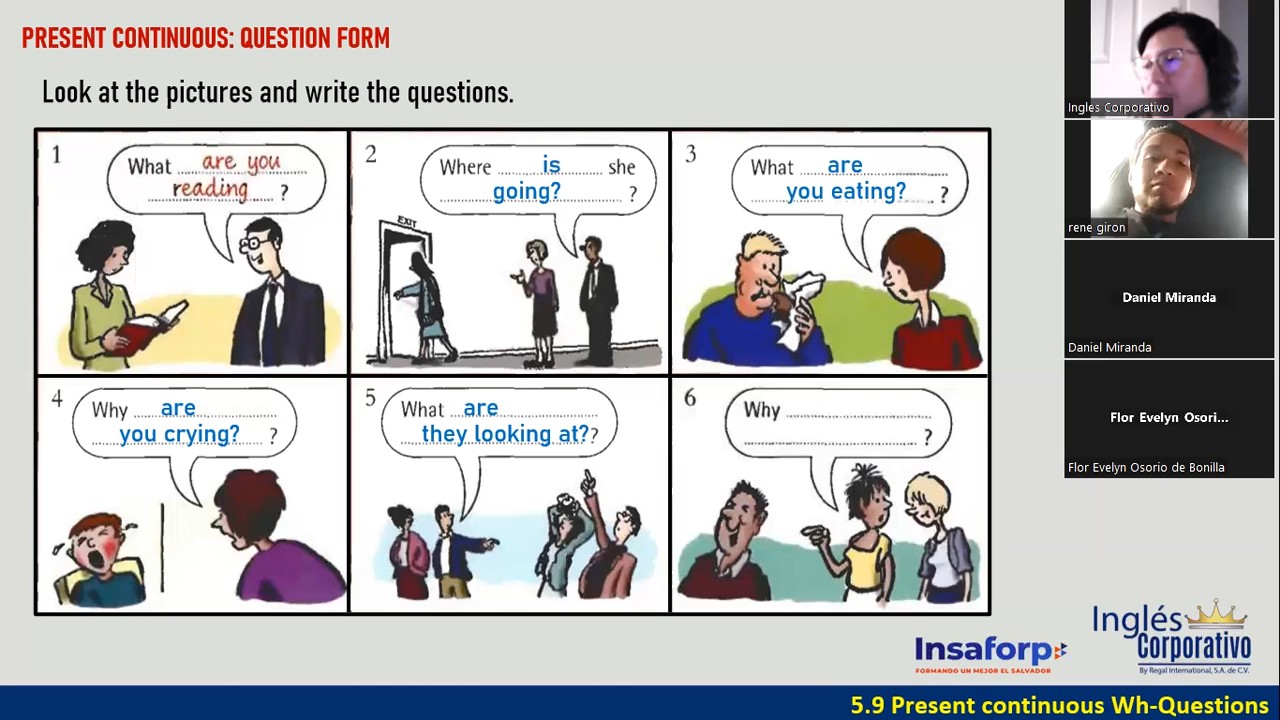 PRESENT CONTINUOUS: QUESTION FORM
Look at the pictures and write the questions.
1
What are you
reading ?
2
Where is she
going? ?
EXIT
3
What are
you eating? ?
4
Why are
you crying? ?
5
What are
they looking at??
6
Why
?
Ingles Corporativo
rene giron
Daniel Miranda
Daniel Miranda
Flor Evelyn Osori...
Flor Evelyn Osorio de Bonilla
Insaforp
FORMANDO UN MEJOR EL SALVADOR
Inglés
Corporativo
By Regal International, S.A. de C.V.
5.9 Present continuous Wh-Questions